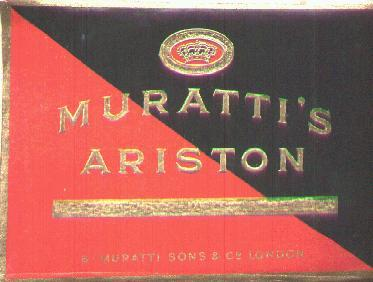 MURATTI'S
ARISTON
B. MURATTI SONS & Cº LONDON